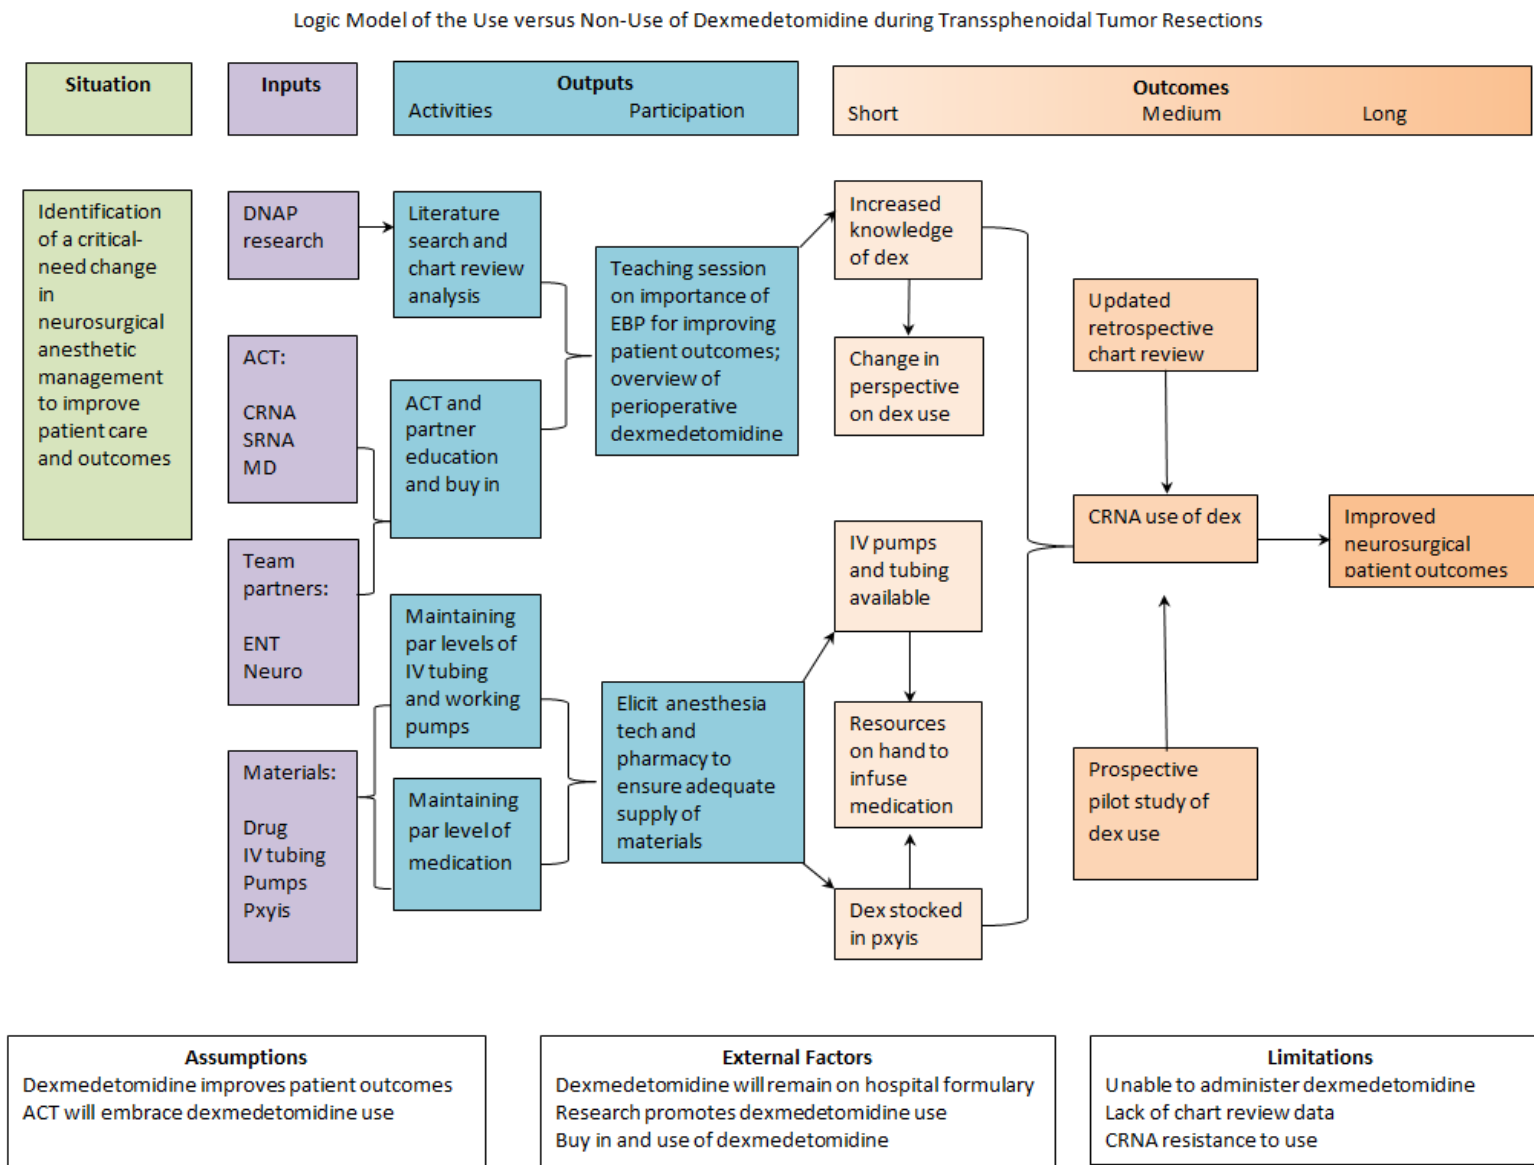 Logic Model of the Use versus Non-Use of Dexmedetomidine during Transsphenoidal Tumor Resections
Situation
Inputs
Outputs
Activities
Participation
Outcomes
Short
Medium
Long
Identification
of a critical-
need change
in
neurosurgical
anesthetic
management
to improve
patient care
and outcomes
DNAP
research
ACT:
CRNA
SRNA
MD
Team
partners:
ENT
Neuro
Materials:
Drug
IV tubing
Pumps
Pxyis
Literature
search and
chart review
analysis
ACT and
partner
education
and buy in
Maintaining
par levels of
IV tubing
and working
pumps
Maintaining
par level of
medication
Teaching session
on importance of
EBP for improving
patient outcomes;
overview of
perioperative
dexmedetomidine
Elicit anesthesia
tech and
pharmacy to
ensure adequate
supply of
materials
Increased
knowledge
of dex
Change in
perspective
on dex use
IV pumps
and tubing
available
Resources
on hand to
infuse
medication
Dex stocked
in pxyis
Updated
retrospective
chart review
CRNA use of dex
Prospective
pilot study of
dex use
Improved
neurosurgical
patient outcomes
Assumptions
Dexmedetomidine improves patient outcomes
ACT will embrace dexmedetomidine use
External Factors
Dexmedetomidine will remain on hospital formulary
Research promotes dexmedetomidine use
Buy in and use of dexmedetomidine
Limitations
Unable to administer dexmedetomidine
Lack of chart review data
CRNA resistance to use